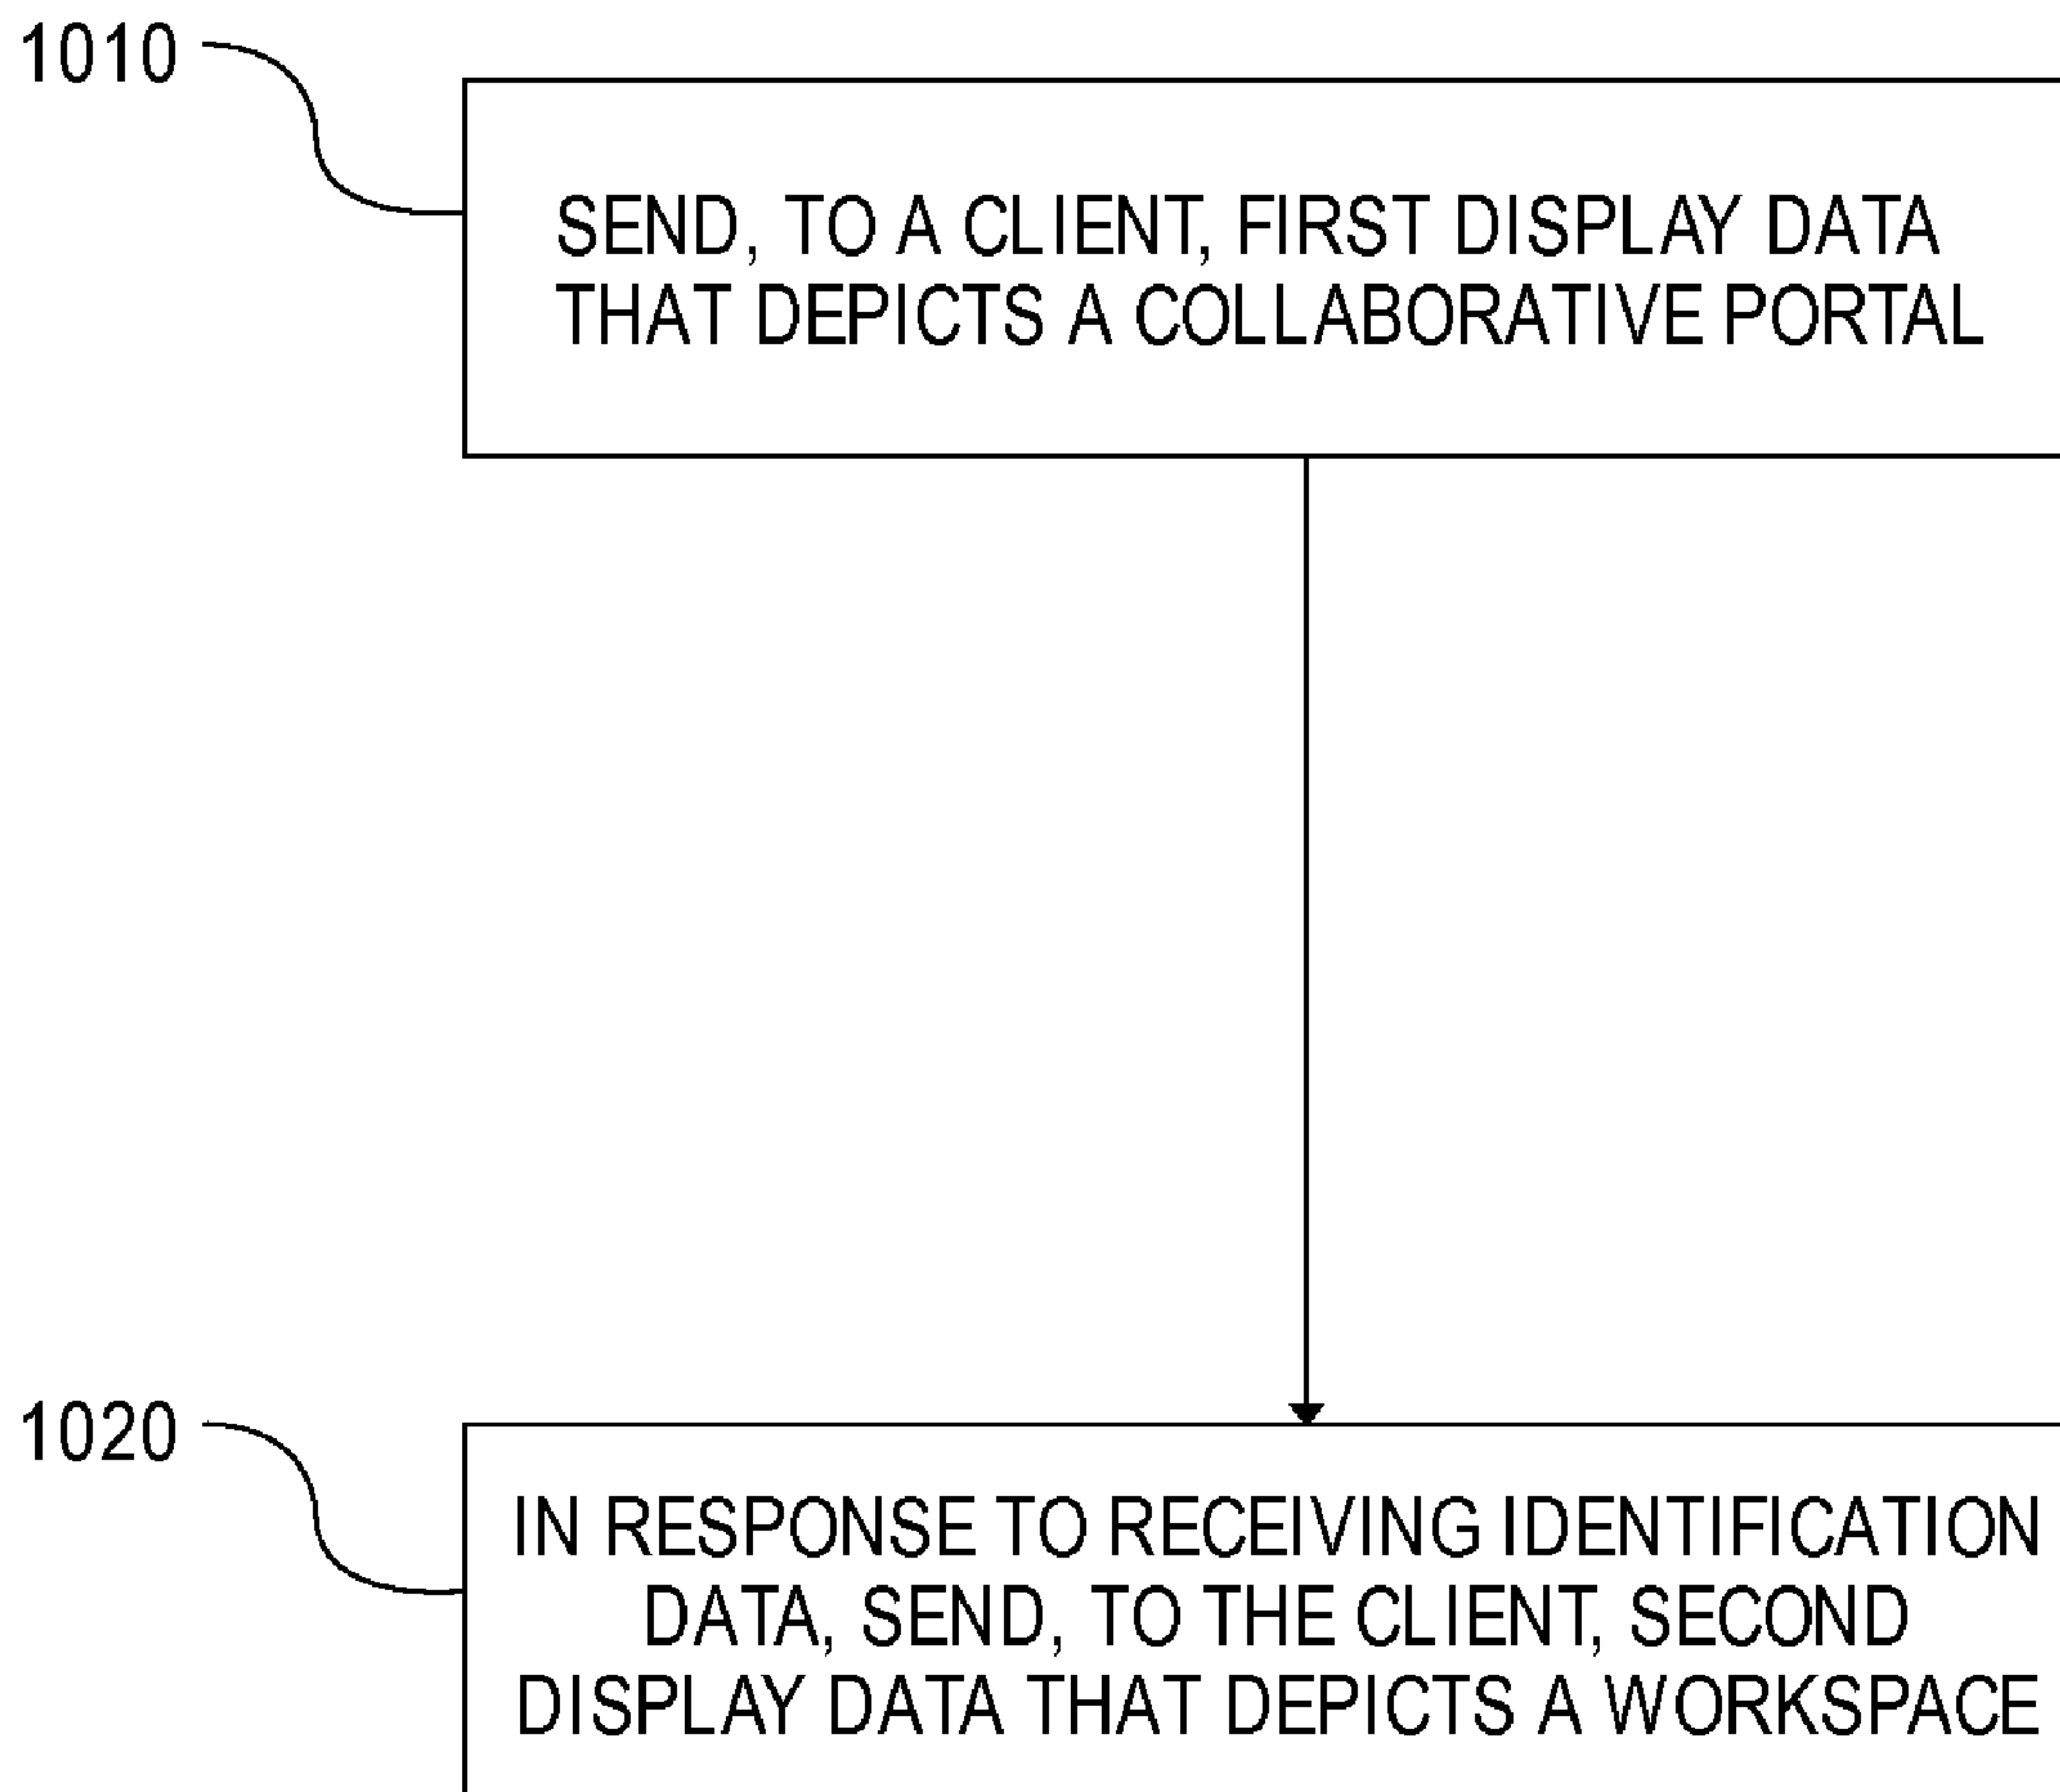 1010
SEND, TO A CLIENT, FIRST DISPLAY DATA
THAT DEPICTS A COLLABORATIVE PORTAL
1020
IN RESPONSE TO RECEIVING IDENTIFICATION
DATA, SEND, TO THE CLIENT, SECOND
DISPLAY DATA THAT DEPICTS A WORKSPACE